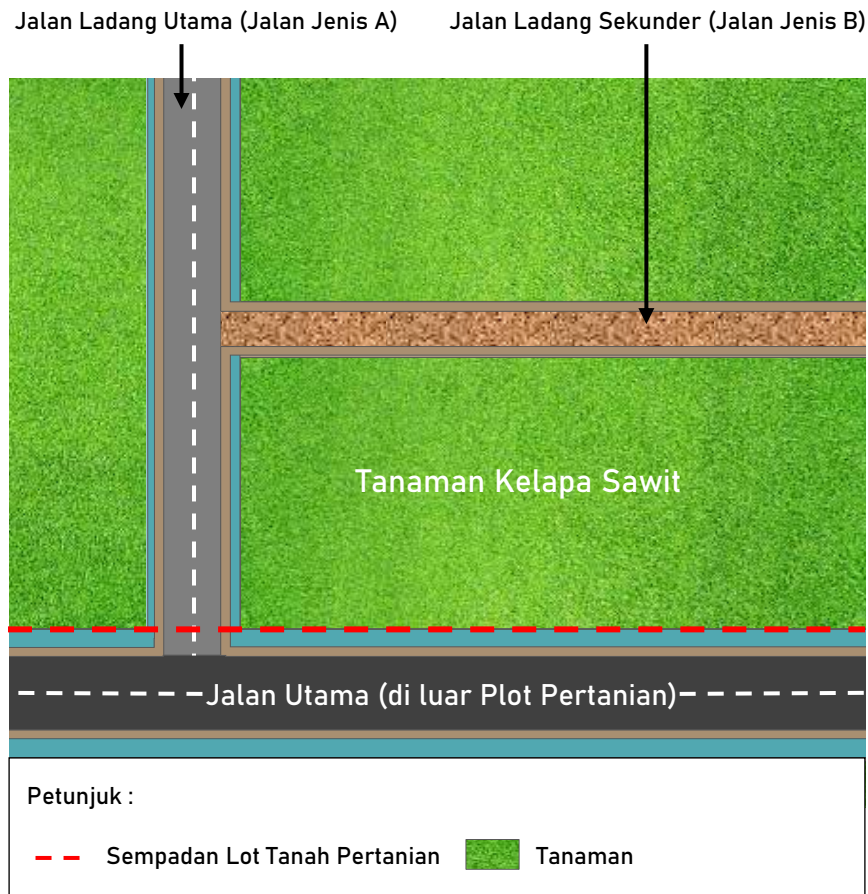 Jalan Ladang Utama (Jalan Jenis A)
Jalan Ladang Sekunder (Jalan Jenis B)
Tanaman Kelapa Sawit
Jalan Utama (di luar Plot Pertanian)
Petunjuk :
Sempadan Lot Tanah Pertanian
Tanaman